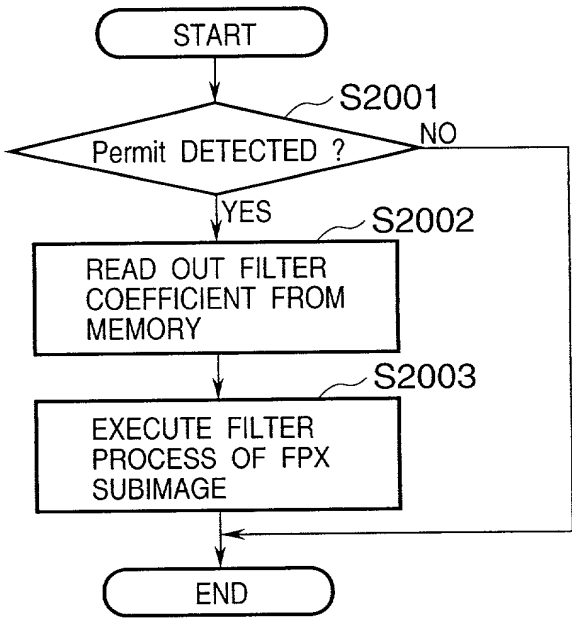 START
S2001
Permit DETECTED ?
NO
YES
S2002
READ OUT FILTER
COEFFICIENT FROM
MEMORY
S2003
EXECUTE FILTER
PROCESS OF FPX
SUBIMAGE
END